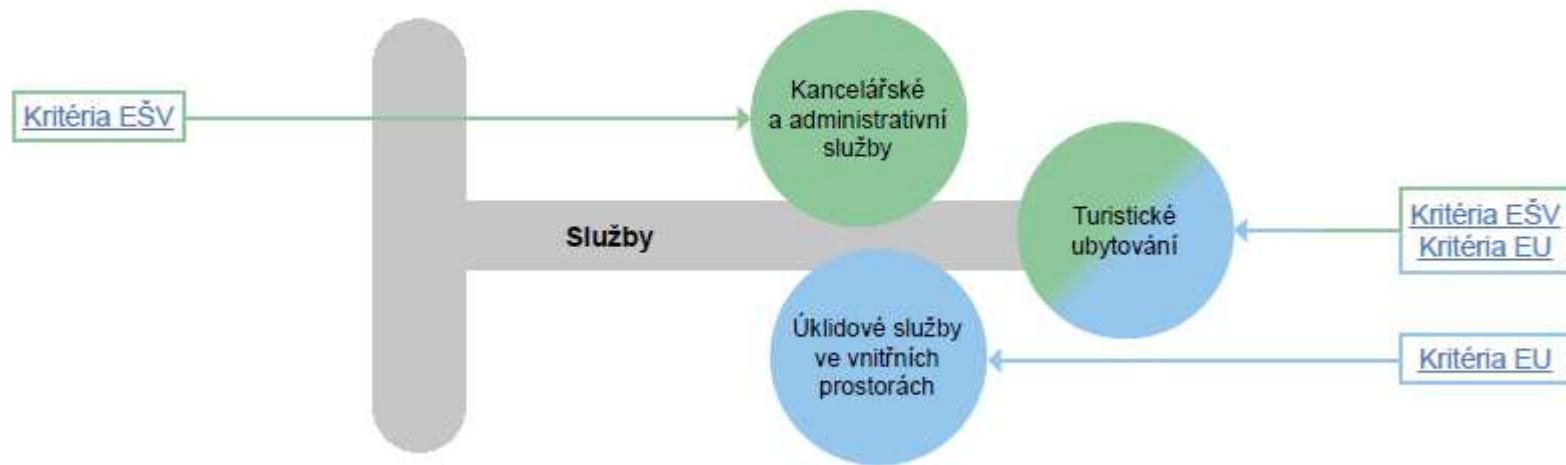 Kritéria EŠV
Kancelářské
a administrativní
služby
Služby
Turistické
ubytování
Kritéria EŠV
Kritéria EU
Úklidové služby
ve vnitřních
prostorách
Kritéria EU